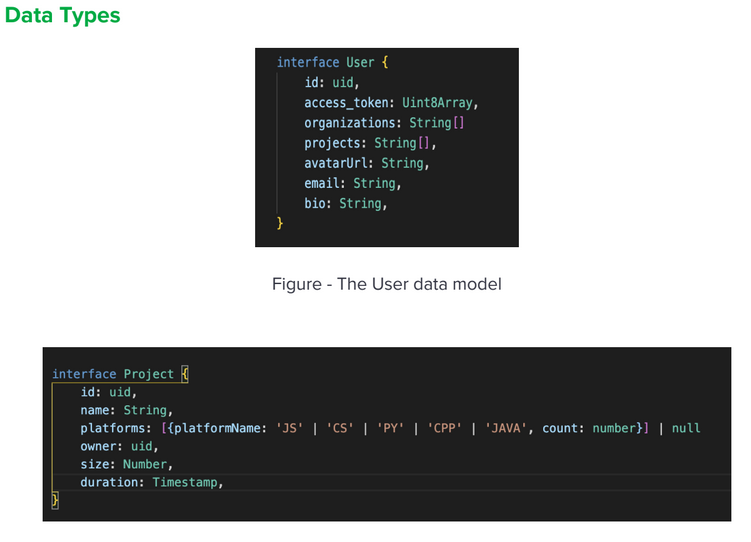 Data Types
interface User {
id: uid,
access_token: Uint8Array,
organizations: String[]
projects: String[],
avatarUrl: String,
email: String,
bio: String,
}
Figure - The User data model
interface Project {
id: uid,
name: String,
platforms: [{platformName: 'JS' | 'CS' | 'PY' | 'CPP' | 'JAVA', count: number}] | null
owner: uid,
size: Number,
duration: Timestamp,
}